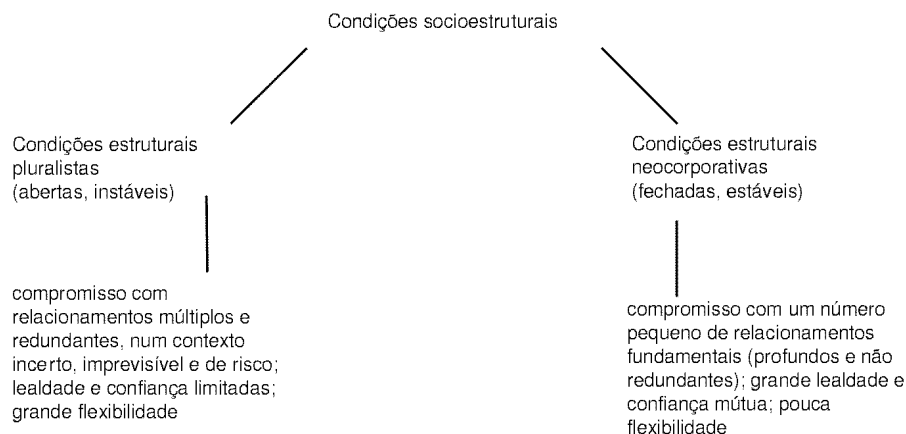 Condições socioestruturais
Condições estruturais
pluralistas
(abertas, instáveis)
Condições estruturais
neocorporativas
(fechadas, estáveis)
compromisso com
relacionamentos múltiplos e
redundantes, num contexto
incerto, imprevisível e de risco;
lealdade e confiança limitadas;
grande flexibilidade
compromisso com um número
pequeno de relacionamentos
fundamentais (profundos e não
redundantes); grande lealdade e
confiança mútua; pouca
flexibilidade